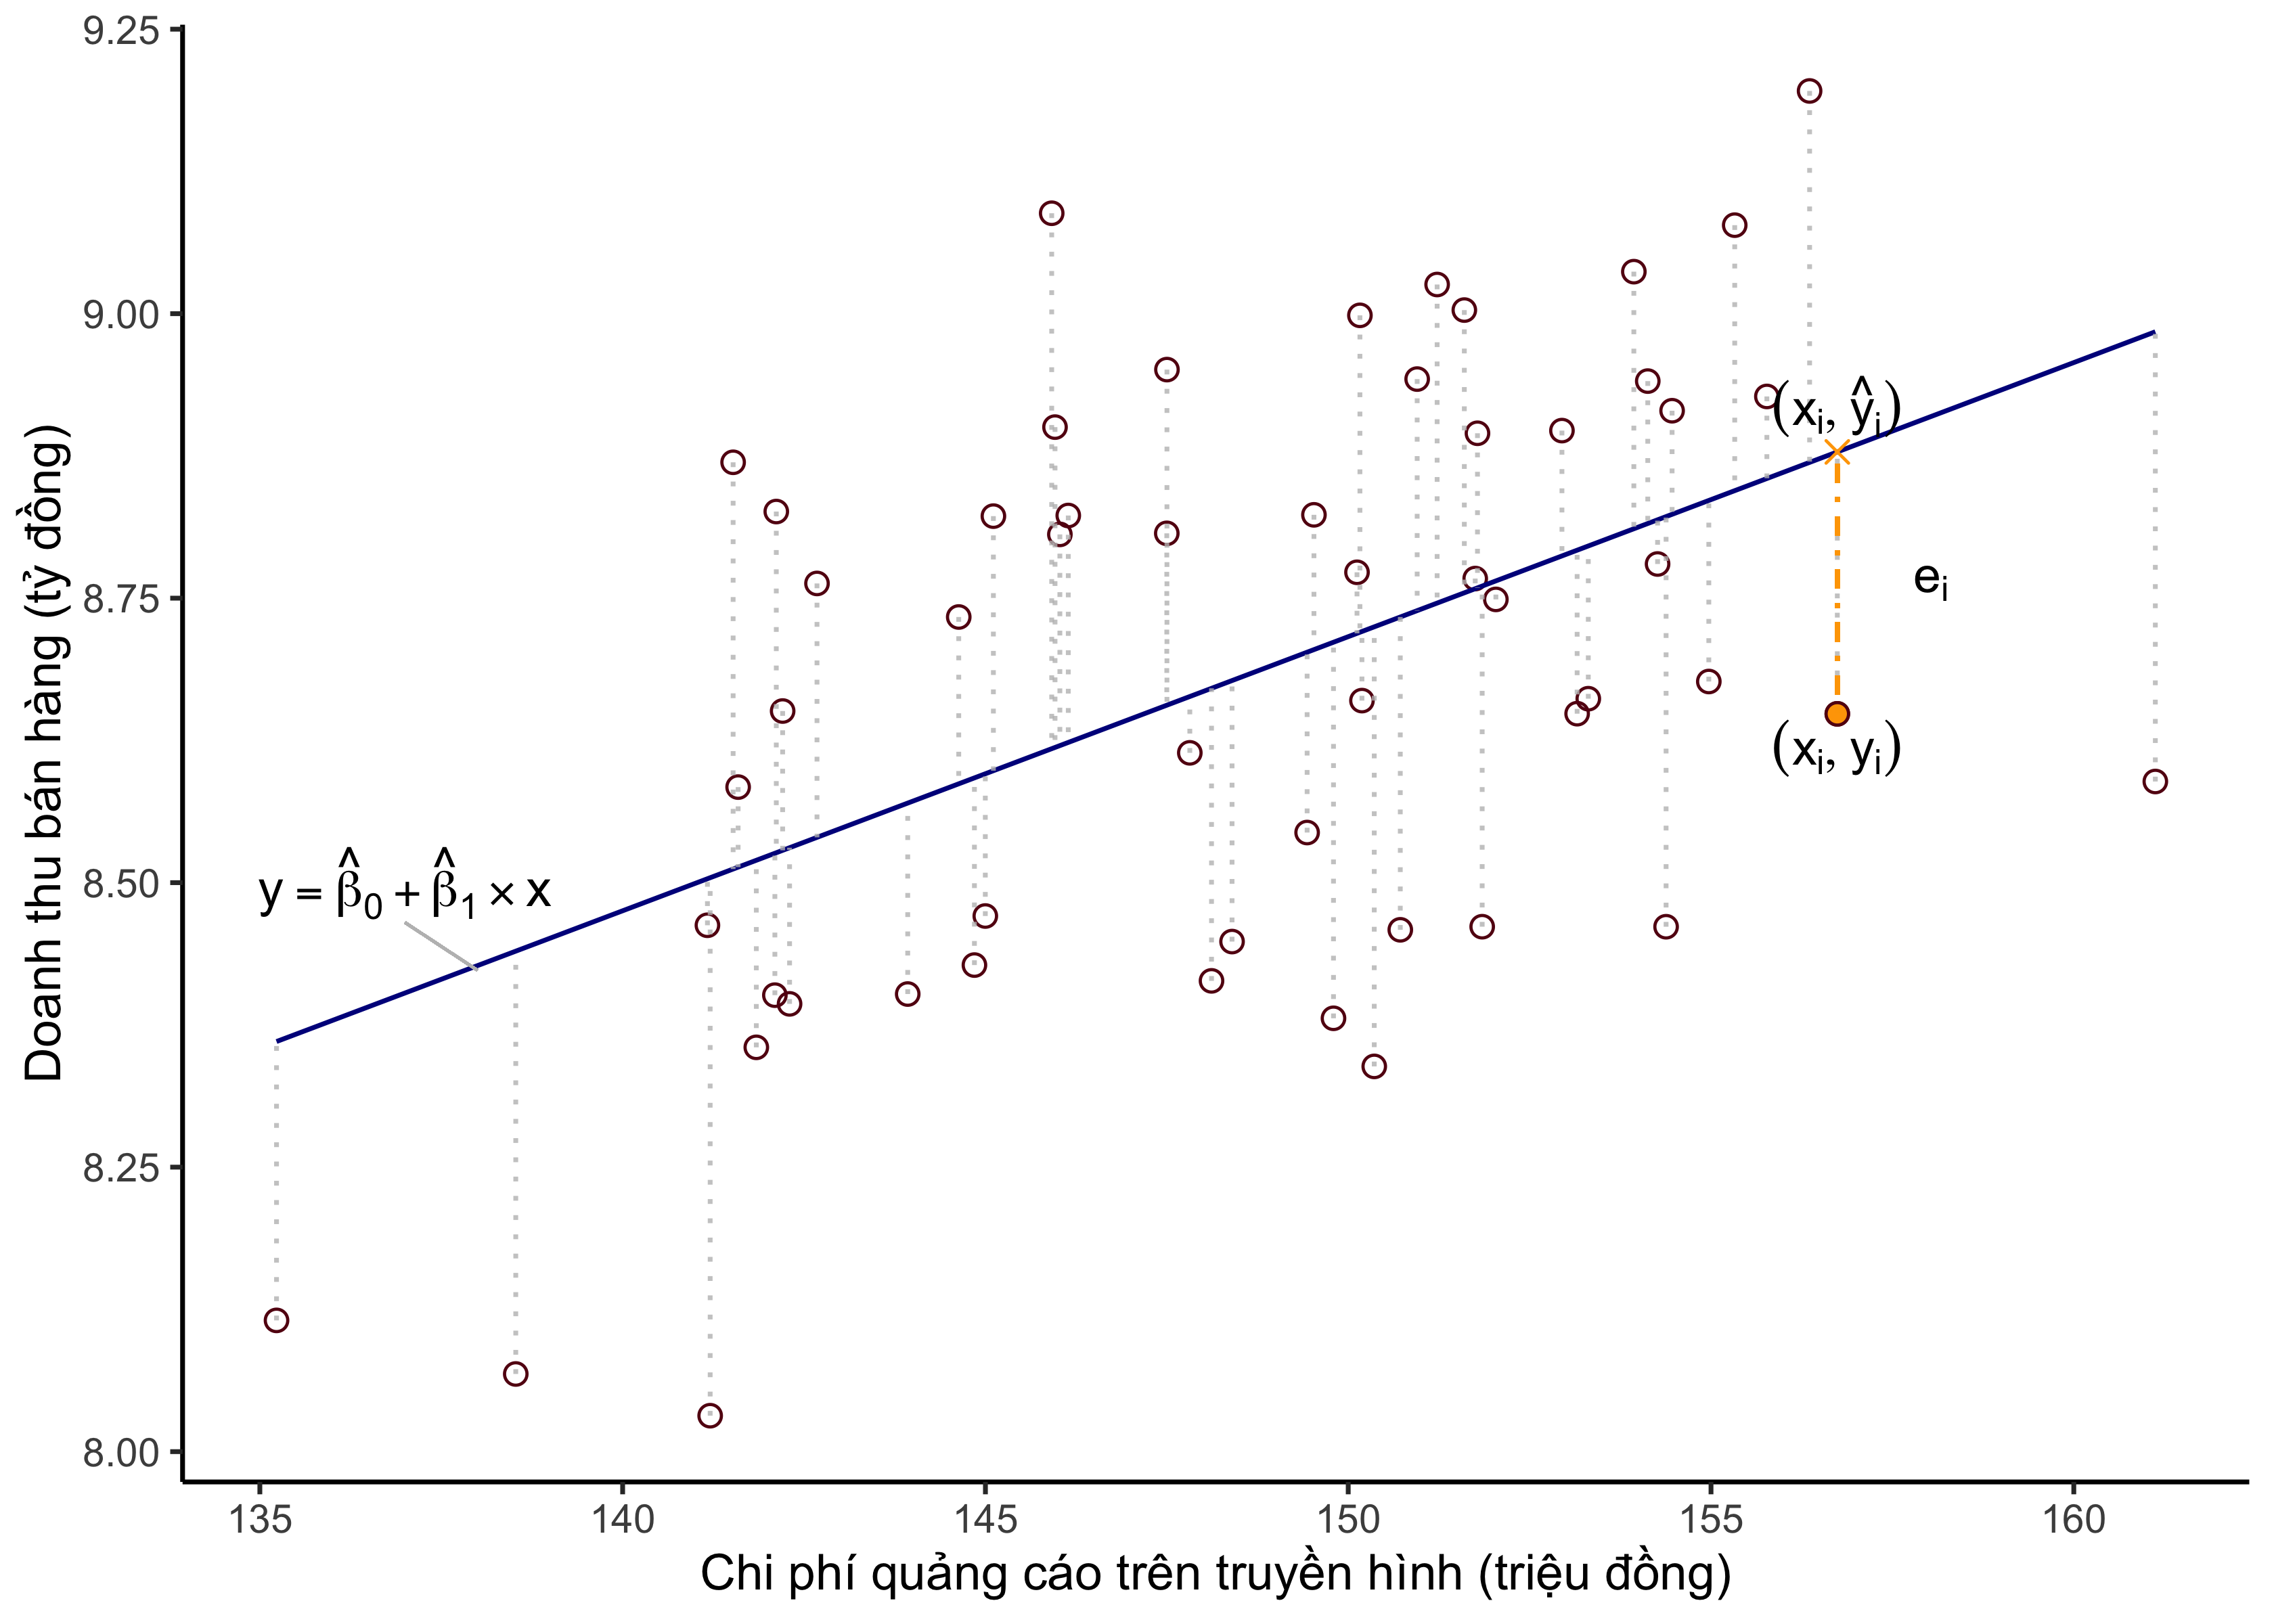 Doanh thu bán hàng (tỷ đồng)
9.25
9.00
8.75
8.50
8.25
8.00
(xᵢ, ŷᵢ)
eᵢ
(xᵢ, yᵢ)
y = β̂₀ + β̂₁ × x
135 140 145 150 155 160
Chi phí quảng cáo trên truyền hình (triệu đồng)